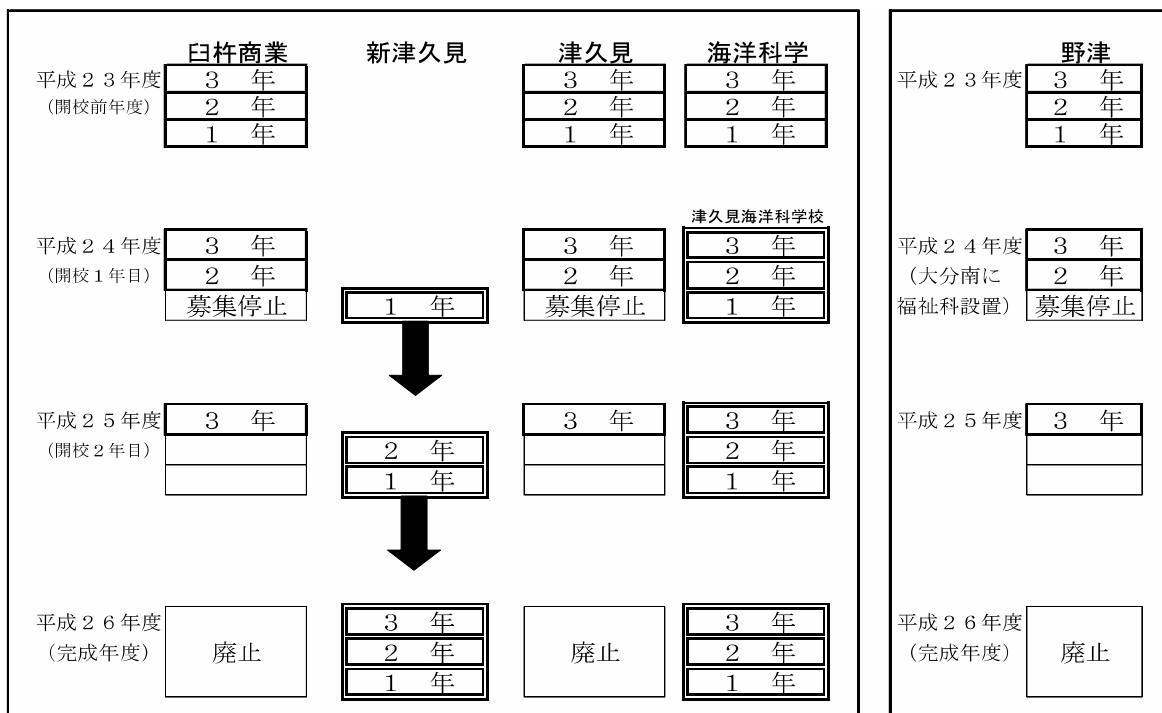 臼杵商業 新津久見 津久見 海洋科学 野津
平成２３年度 ３　年 ３　年 ３　年 平成２３年度 ３　年
（開校前年度） ２　年 ２　年 ２　年 ２　年
１　年 １　年 １　年 １　年
津久見海洋科学校
平成２４年度 ３　年 ３　年 ３　年 平成２４年度 ３　年
（開校１年目） ２　年 ２　年 ２　年 （大分南に ２　年
募集停止 １　年 募集停止 １　年 福祉科設置） 募集停止
平成２５年度 ３　年 ３　年 ３　年 平成２５年度 ３　年
（開校２年目） ２　年 ２　年
１　年 １　年
平成２６年度 ３　年 ３　年 平成２６年度
（完成年度） 廃止 ２　年 廃止 ２　年 （完成年度） 廃止
１　年 １　年